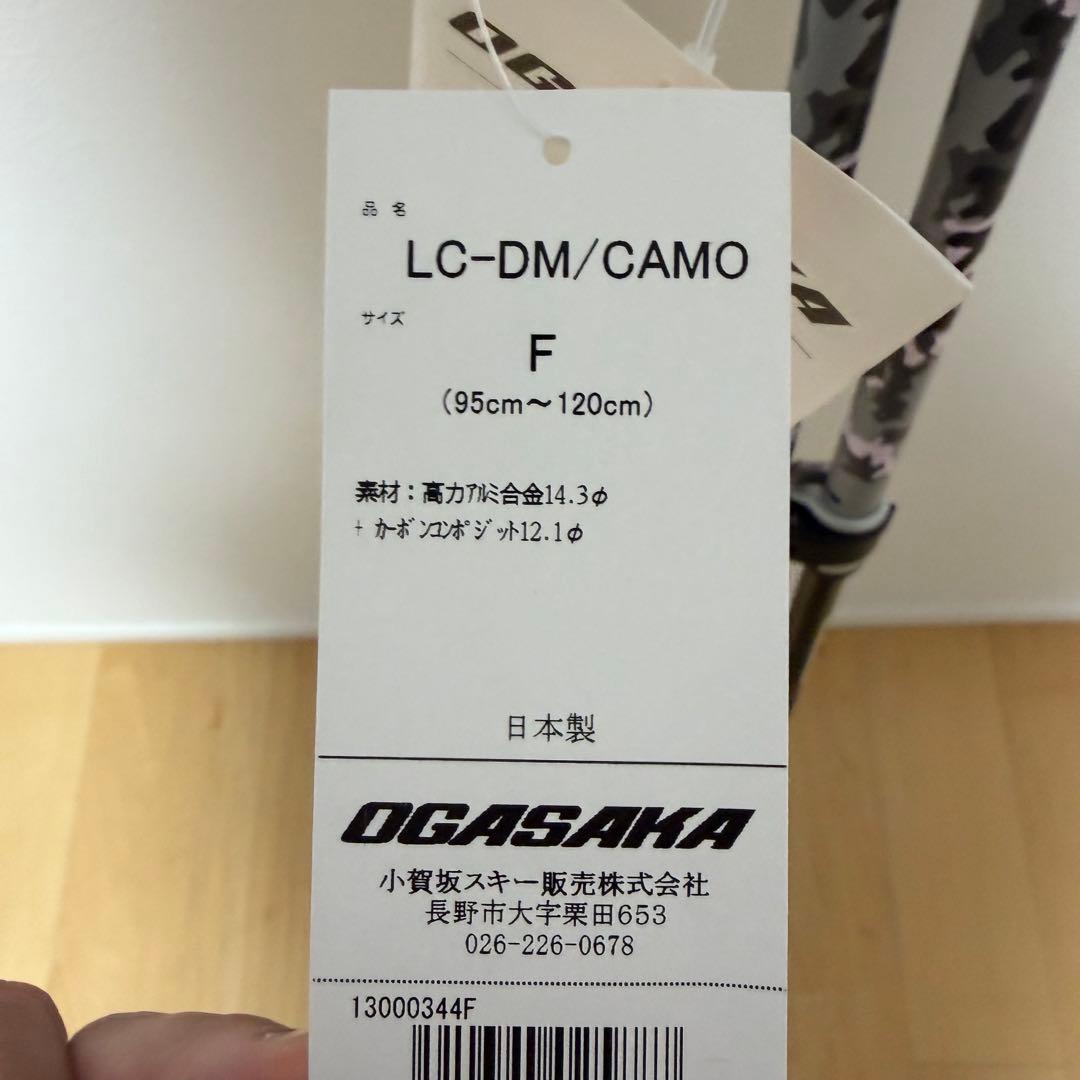 品名
LC-DM/CAMO
サイズ
F
(95cm～120cm)
素材：高力ｱﾙﾐ合金14.3φ
+ ｶｰﾎﾞﾝｺﾝﾎﾟｼﾞｯﾄ12.1φ
日本製
OGASAKA
小賀坂スキー販売株式会社
長野市大字栗田653
026-226-0678
13000344F